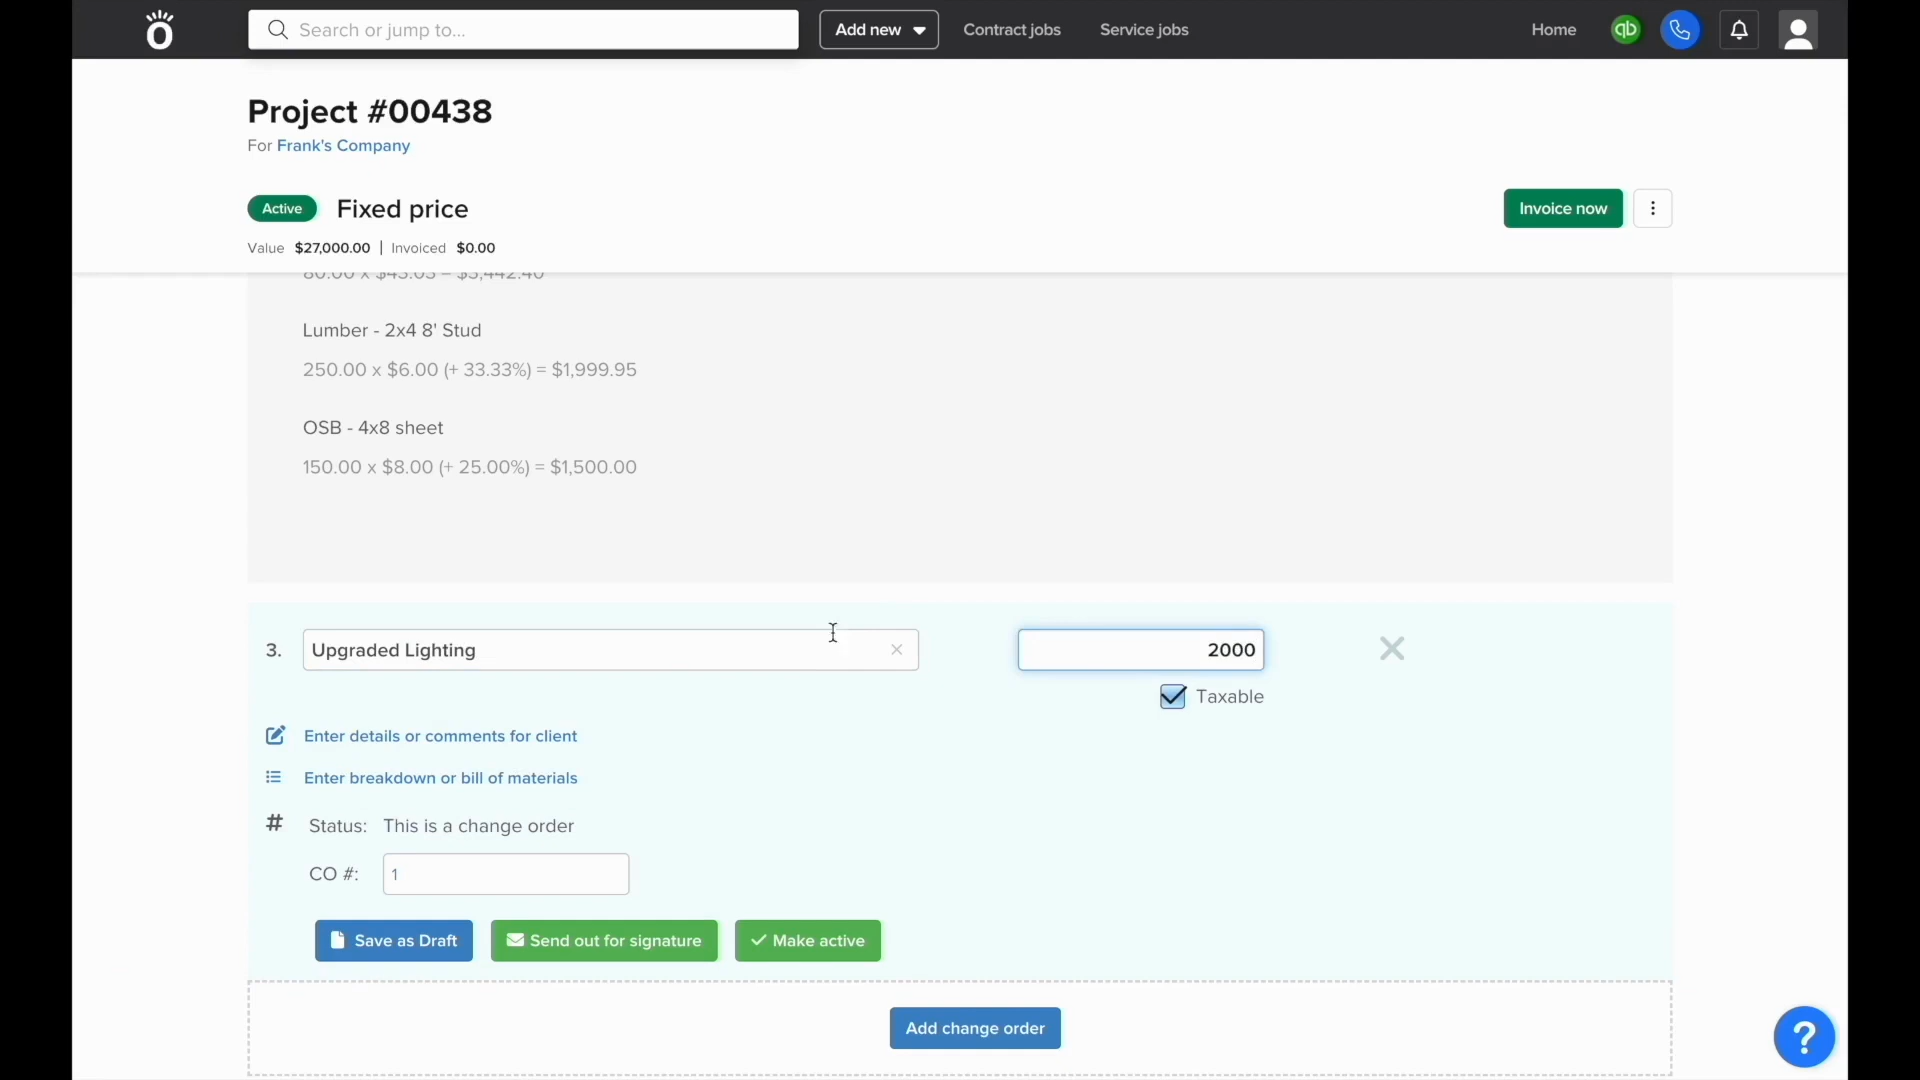 Search or jump to...
Add new
Contract jobs
Service jobs
Home
qb
Project #00438
For Frank's Company
Active
Fixed price
Invoice now
Value $27,000.00 | Invoiced $0.00
80.00 x $43.03 = $3,442.40
Lumber - 2x4 8' Stud
250.00 x $6.00 (+ 33.33%) = $1,999.95
OSB - 4x8 sheet
150.00 x $8.00 (+ 25.00%) = $1,500.00
3. Upgraded Lighting
2000
Taxable
Enter details or comments for client
Enter breakdown or bill of materials
# Status: This is a change order
CO #: 1
Save as Draft
Send out for signature
Make active
Add change order
?